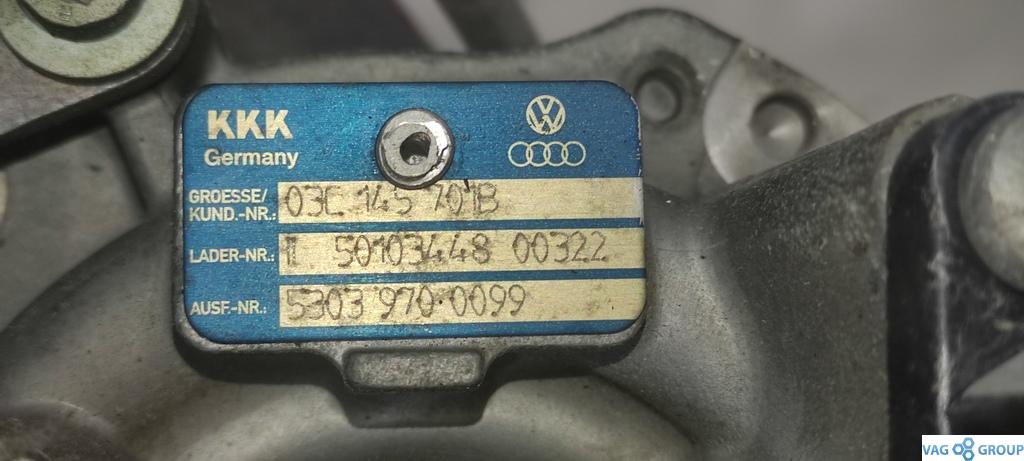 KKK
Germany
GROESSE/
KUND.-NR.: 03C 145 701B
LADER-NR.: 1 50103448 00322
AUSF.-NR.: 5303 970 0099
VAG GROUP